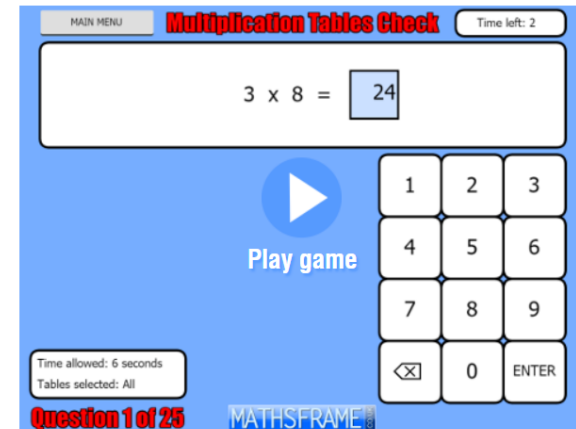 MAIN MENU
Multiplication Tables Check
Time left: 2
3 x 8 = 24
Play game
1 2 3
4 5 6
7 8 9
0 ENTER
Time allowed: 6 seconds
Tables selected: All
Question 1 of 25
MATHSFRAME